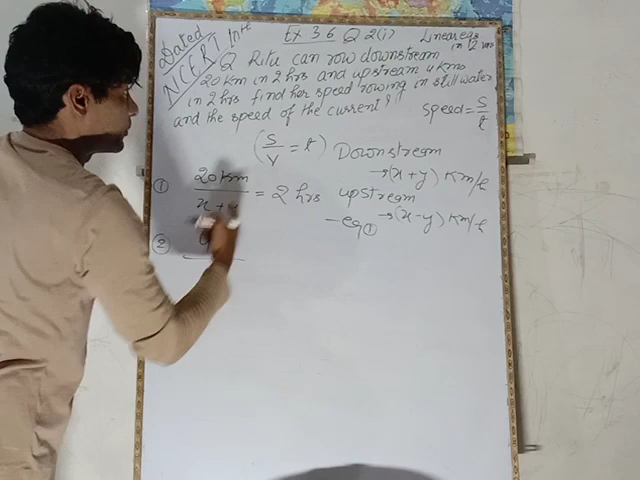 Dated
NCERT 10th
Ex 3.6 Q 2(i)
Linear eqs
in 2 var
Q Ritu can row downstream
20 Km in 2 hrs and upstream 4 kms
in 2 hrs find her speed rowing in still water
and the speed of the current?
speed = S/t
(S/V = t) Downstream
→ (x + y) Km/h
① 20 Km / x + y = 2 hrs
upstream
- eq ① → (x - y) Km/h
②